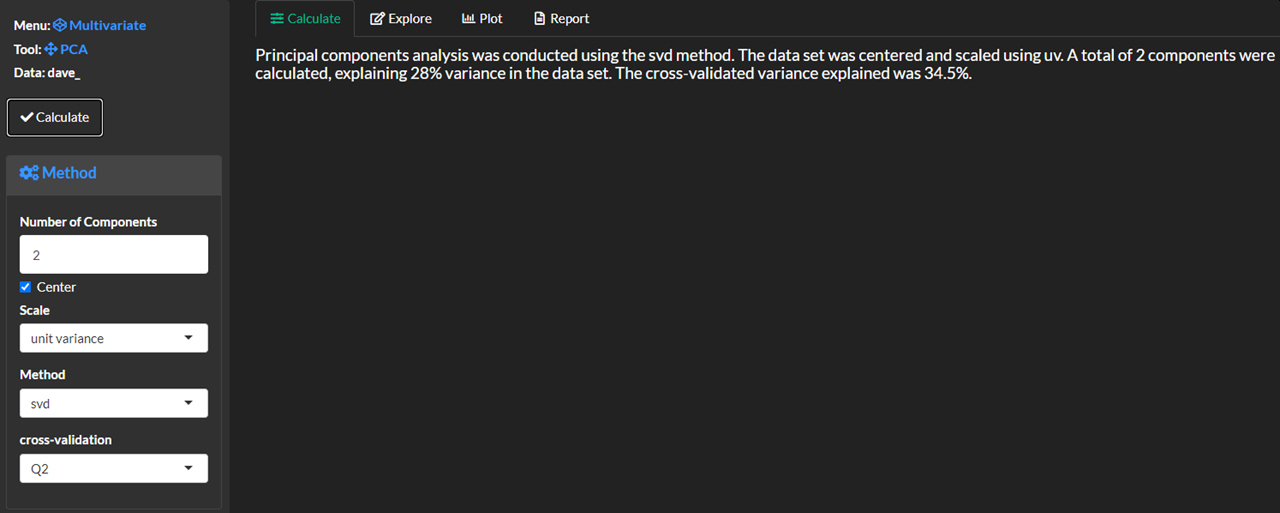 Menu: Multivariate
Tool: PCA
Data: dave_
Calculate
Method
Number of Components
2
Center
Scale
unit variance
Method
svd
cross-validation
Q2
Calculate
Explore
Plot
Report
Principal components analysis was conducted using the svd method. The data set was centered and scaled using uv. A total of 2 components were
calculated, explaining 28% variance in the data set. The cross-validated variance explained was 34.5%.